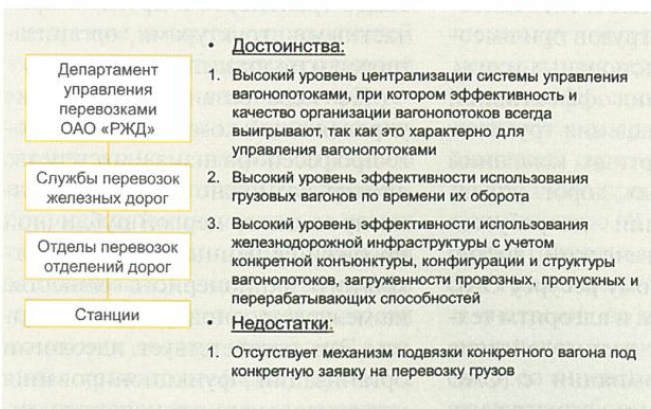 Департамент
управления
перевозками
ОАО «РЖД»
Службы перевозок
железных дорог
Отделы перевозок
отделений дорог
Станции
• Достоинства:
1. Высокий уровень централизации системы управления
вагонопотоками, при котором эффективность и
качество организации вагонопотоков всегда
выигрывают, так как это характерно для
управления вагонопотоками
2. Высокий уровень эффективности использования
грузовых вагонов по времени их оборота
3. Высокий уровень эффективности использования
железнодорожной инфраструктуры с учетом
конкретной конъюнктуры, конфигурации и структуры
вагонопотоков, загруженности провозных, пропускных и
перерабатывающих способностей
• Недостатки:
1. Отсутствует механизм подвязки конкретного вагона под
конкретную заявку на перевозку грузов